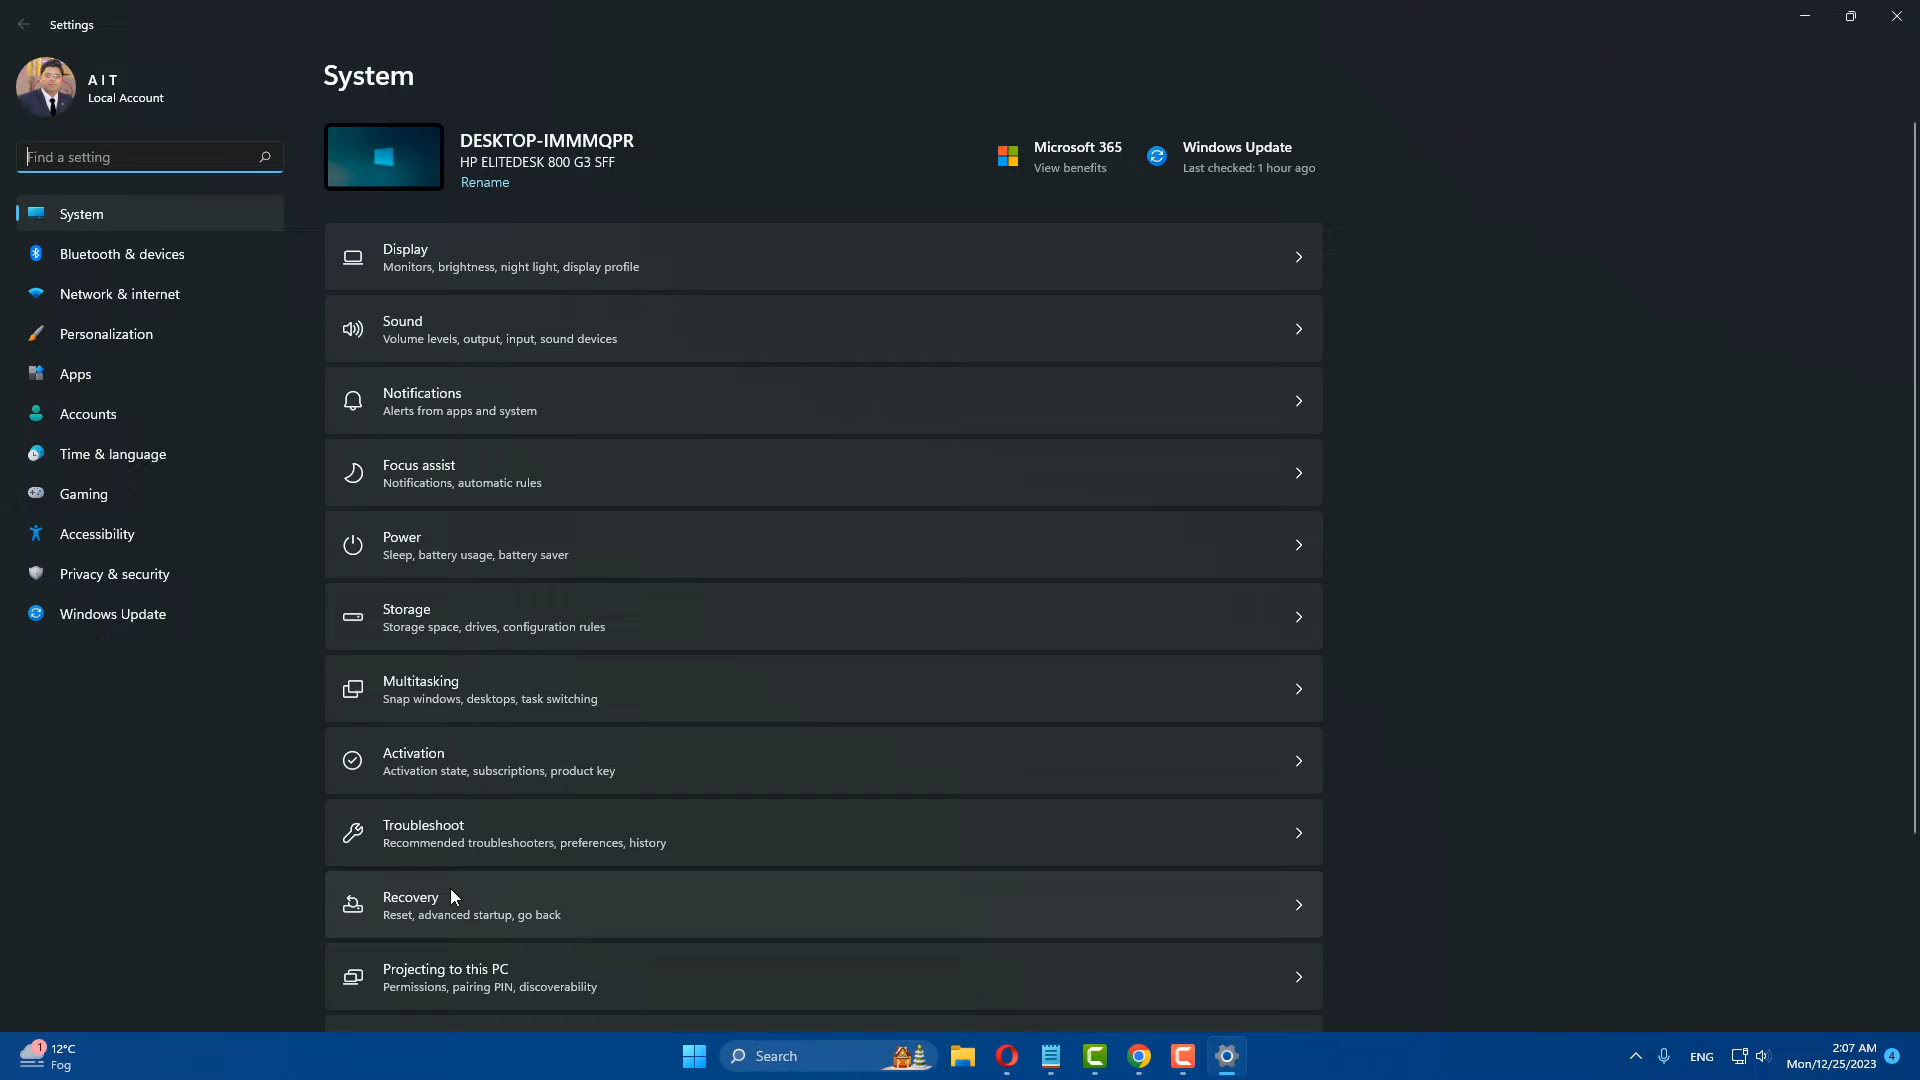 Settings
A I T
Local Account
Find a setting
System
Bluetooth & devices
Network & internet
Personalization
Apps
Accounts
Time & language
Gaming
Accessibility
Privacy & security
Windows Update
System
DESKTOP-IMMMQPR
HP ELITEDESK 800 G3 SFF
Rename
Microsoft 365
View benefits
Windows Update
Last checked: 1 hour ago
Display
Monitors, brightness, night light, display profile
Sound
Volume levels, output, input, sound devices
Notifications
Alerts from apps and system
Focus assist
Notifications, automatic rules
Power
Sleep, battery usage, battery saver
Storage
Storage space, drives, configuration rules
Multitasking
Snap windows, desktops, task switching
Activation
Activation state, subscriptions, product key
Troubleshoot
Recommended troubleshooters, preferences, history
Recovery
Reset, advanced startup, go back
Projecting to this PC
Permissions, pairing PIN, discoverability
1
12°C
Fog
Search
ENG
2:07 AM
Mon/12/25/2023
4